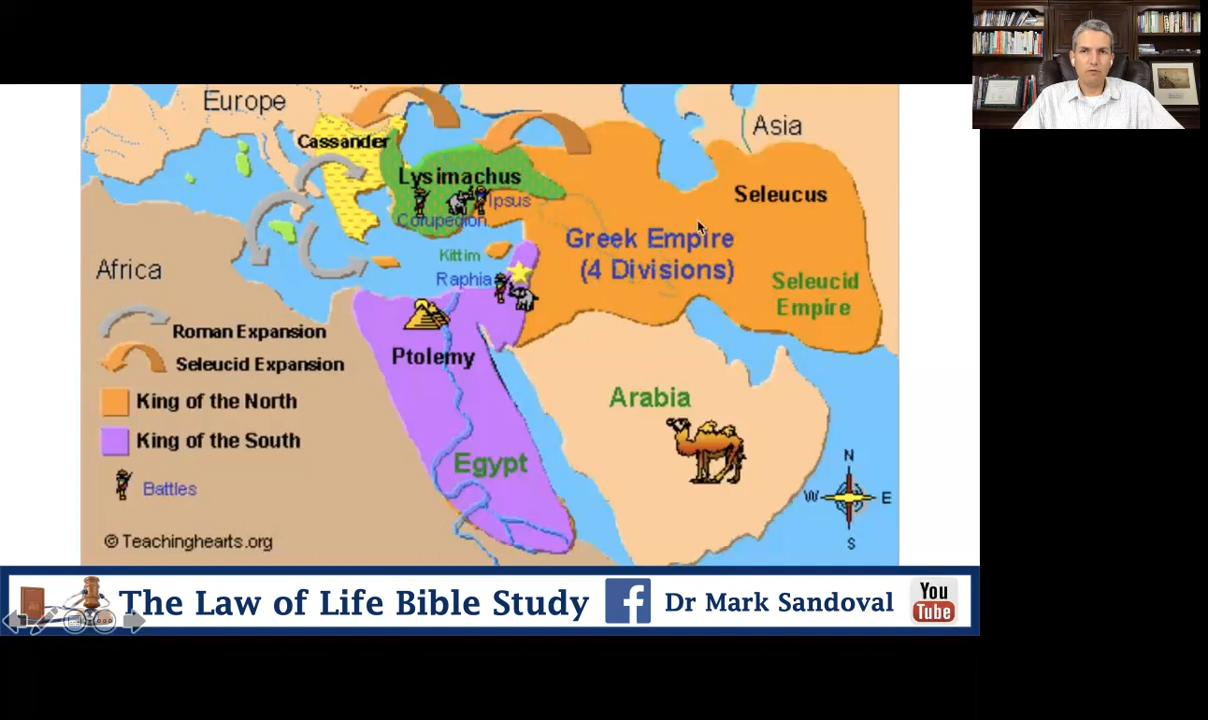 Europe
Asia
Cassander
Lysimachus
Seleucus
Ipsus
Corupedion
Greek Empire
(4 Divisions)
Kittim
Africa
Raphia
Seleucid
Empire
Roman Expansion
Ptolemy
Seleucid Expansion
King of the North
Arabia
King of the South
Egypt
N
W
E
S
Battles
© Teachinghearts.org
The Law of Life Bible Study
f
Dr Mark Sandoval
You
Tube